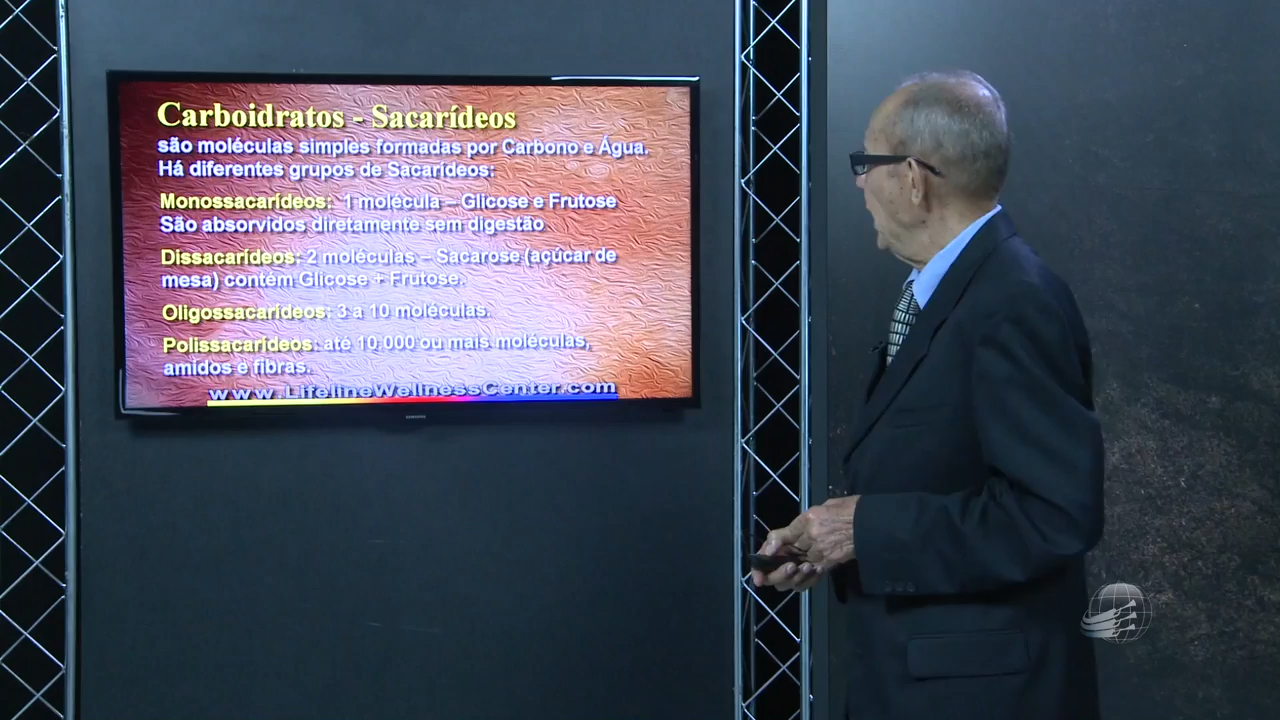 Carboidratos - Sacarídeos
são moléculas simples formadas por Carbono e Água.
Há diferentes grupos de Sacarídeos:
Monossacarídeos: 1 molécula – Glicose e Frutose
São absorvidos diretamente sem digestão
Dissacarídeos: 2 moléculas – Sacarose (açúcar de
mesa) contém Glicose + Frutose.
Oligossacarídeos: 3 a 10 moléculas.
Polissacarídeos: até 10.000 ou mais moléculas,
amidos e fibras.
www.LifelineWellnessCenter.com
SAMSUNG